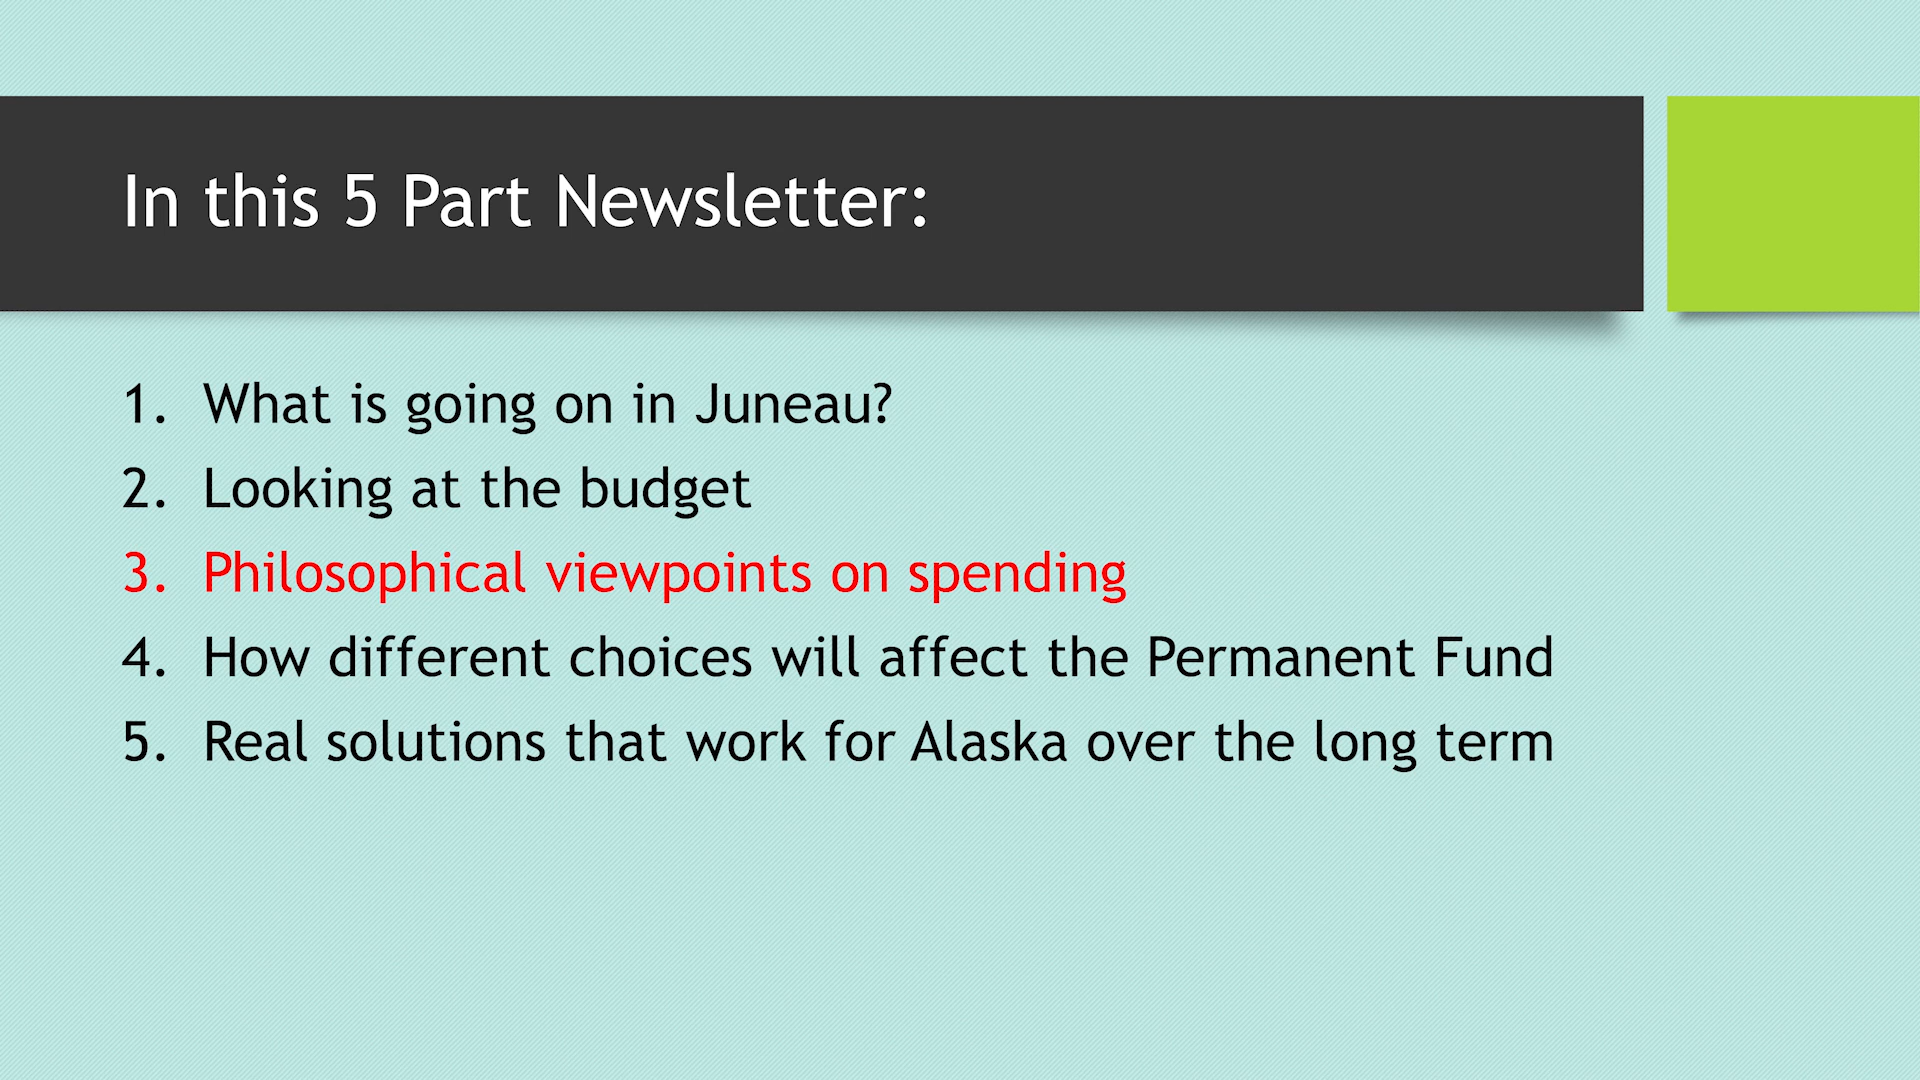 In this 5 Part Newsletter:
1. What is going on in Juneau?
2. Looking at the budget
3. Philosophical viewpoints on spending
4. How different choices will affect the Permanent Fund
5. Real solutions that work for Alaska over the long term